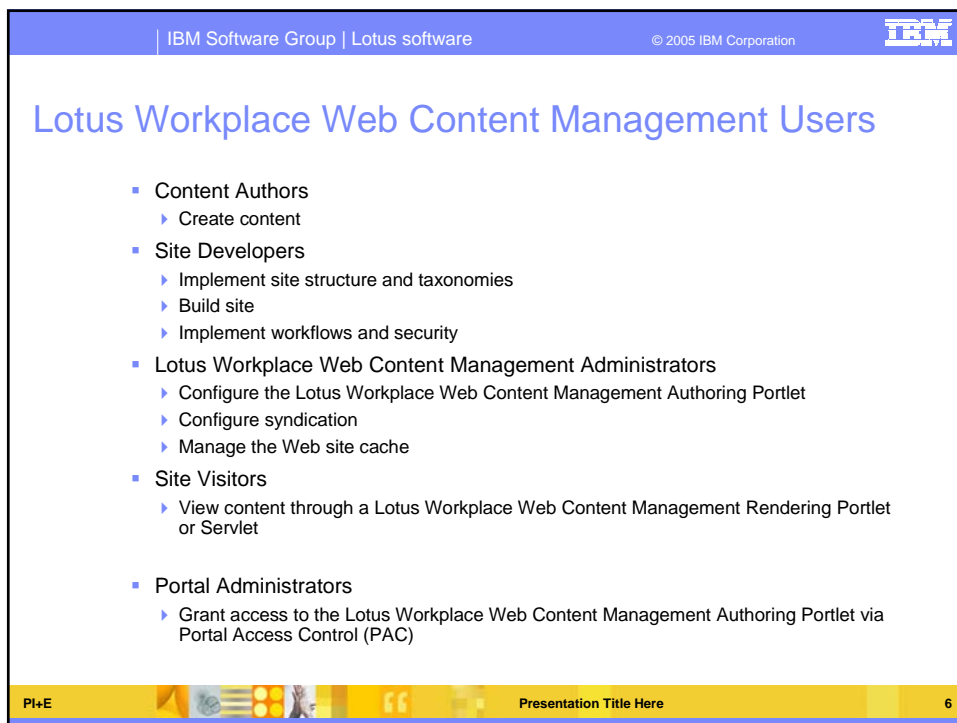 IBM Software Group | Lotus software
© 2005 IBM Corporation
IBM
Lotus Workplace Web Content Management Users
Content Authors
Create content
Site Developers
Implement site structure and taxonomies
Build site
Implement workflows and security
Lotus Workplace Web Content Management Administrators
Configure the Lotus Workplace Web Content Management Authoring Portlet
Configure syndication
Manage the Web site cache
Site Visitors
View content through a Lotus Workplace Web Content Management Rendering Portlet
or Servlet
Portal Administrators
Grant access to the Lotus Workplace Web Content Management Authoring Portlet via
Portal Access Control (PAC)
PI+E
Presentation Title Here
6